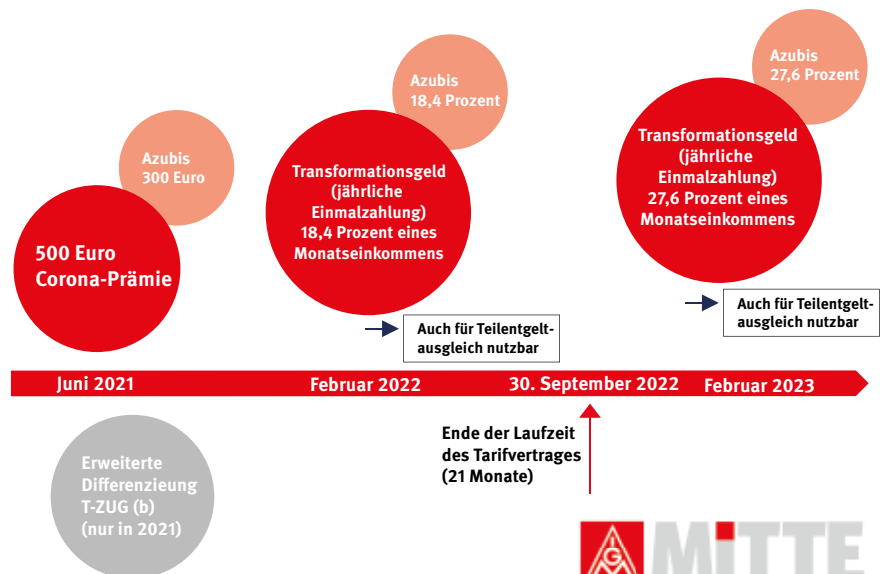 Azubis
300 Euro
500 Euro
Corona-Prämie
Azubis
18,4 Prozent
Transformationsgeld
(jährliche
Einmalzahlung)
18,4 Prozent eines
Monatseinkommens
Auch für Teilentgelt-
ausgleich nutzbar
Azubis
27,6 Prozent
Transformationsgeld
(jährliche
Einmalzahlung)
27,6 Prozent eines
Monatseinkommens
Auch für Teilentgelt-
ausgleich nutzbar
Juni 2021
Februar 2022
30. September 2022
Februar 2023
Erweiterte
Differenzieung
T-ZUG (b)
(nur in 2021)
Ende der Laufzeit
des Tarifvertrages
(21 Monate)
IGM
MiTTE